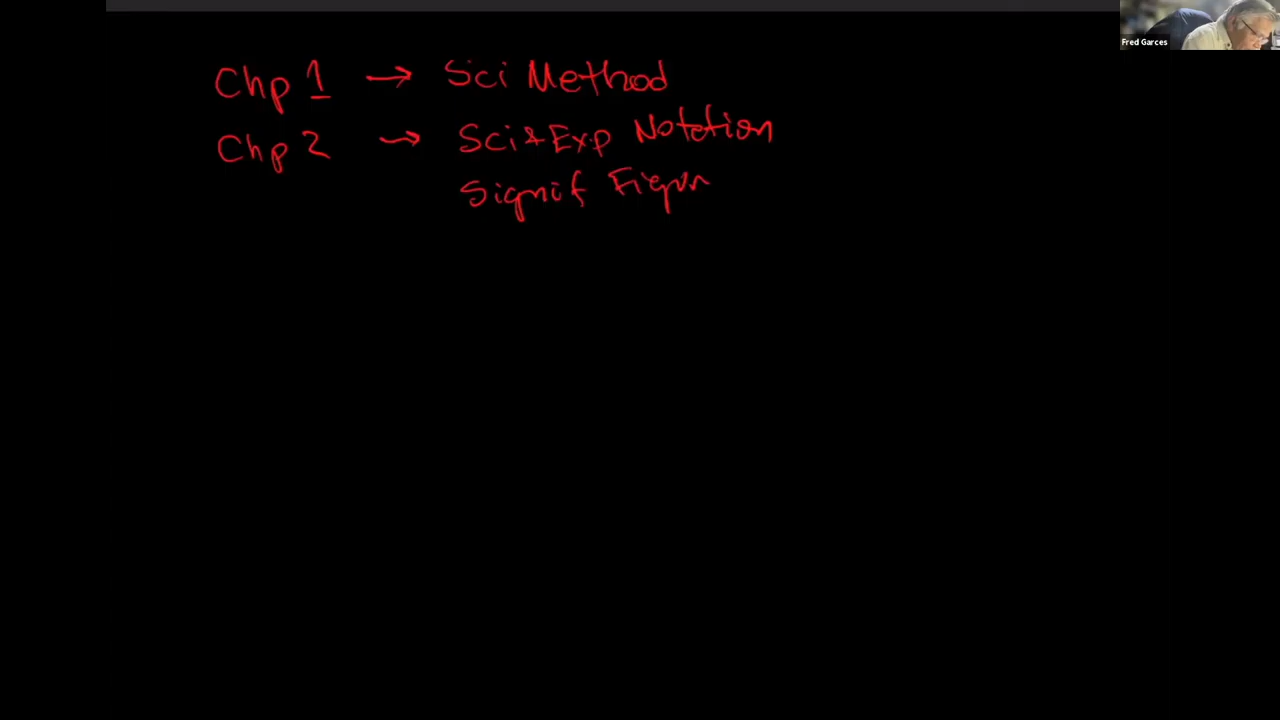 Chp 1 → Sci Method
Chp 2 → Sci & Exp Notation
Signif Figur
Fred Garces